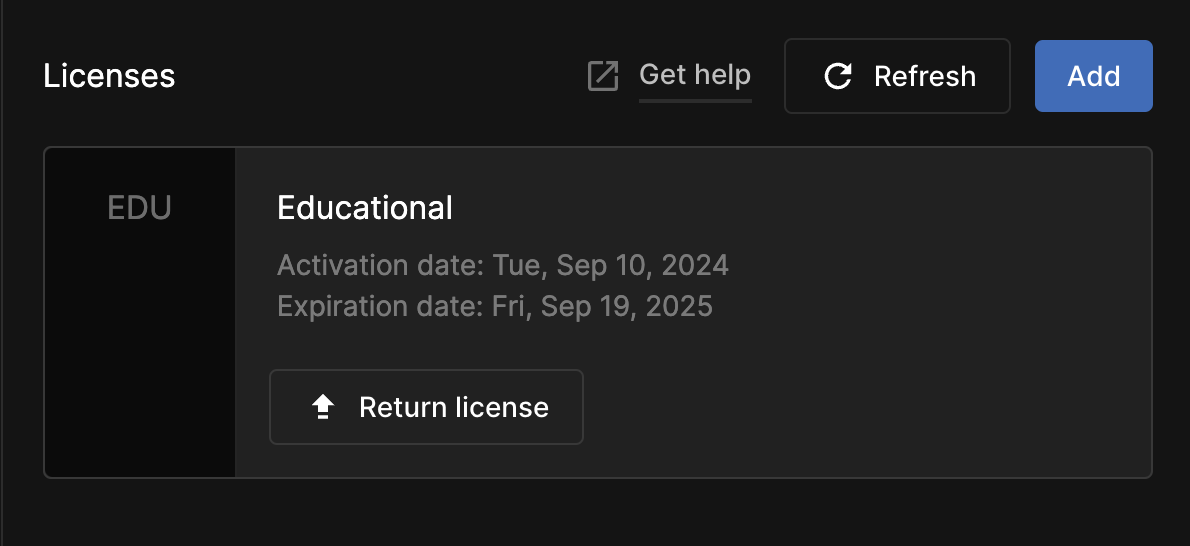 Licenses
Get help
Refresh
Add
EDU
Educational
Activation date: Tue, Sep 10, 2024
Expiration date: Fri, Sep 19, 2025
Return license